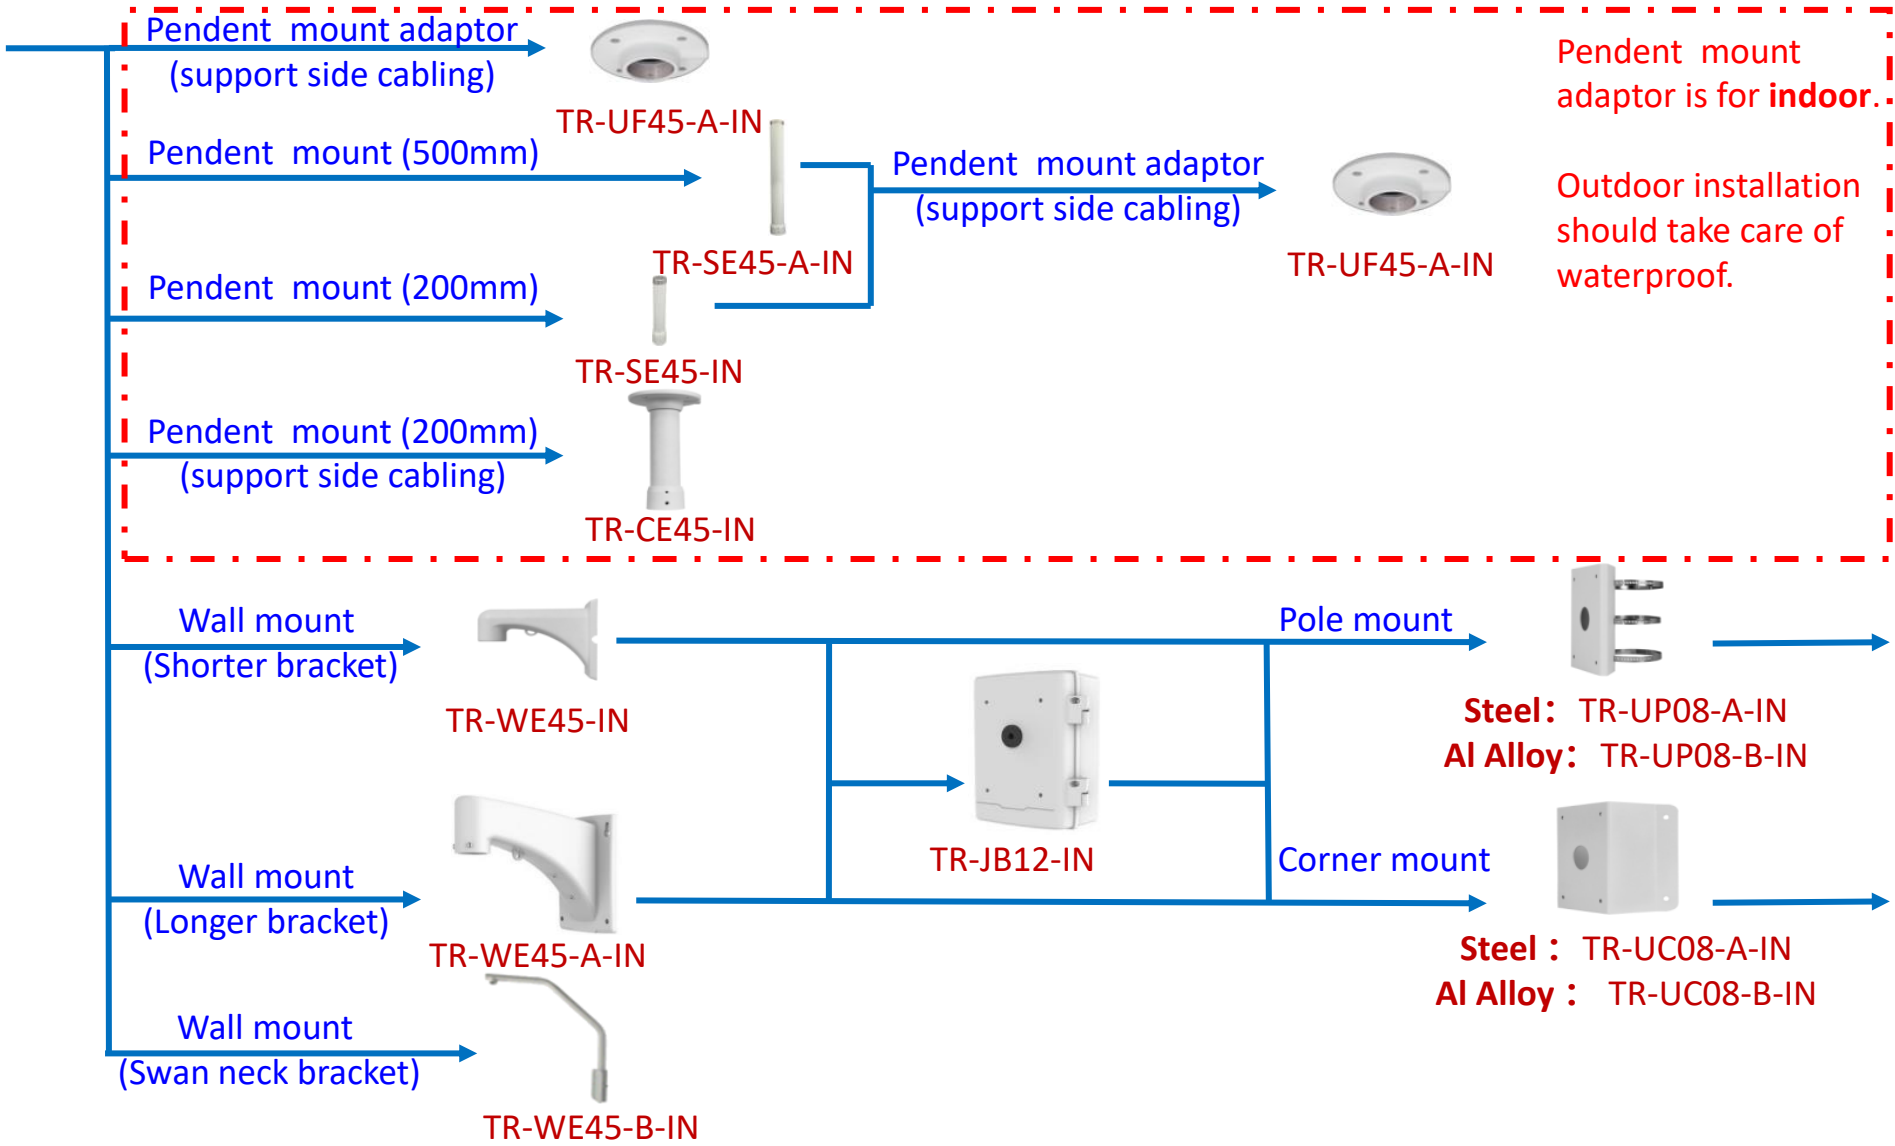 Pendent mount adaptor
(support side cabling)
TR-UF45-A-IN
Pendent mount
adaptor is for indoor.
Outdoor installation
should take care of
waterproof.
Pendent mount (500mm)
TR-SE45-A-IN
Pendent mount adaptor
(support side cabling)
TR-UF45-A-IN
Pendent mount (200mm)
TR-SE45-IN
Pendent mount (200mm)
(support side cabling)
TR-CE45-IN
Wall mount
(Shorter bracket)
TR-WE45-IN
Pole mount
Steel： TR-UP08-A-IN
Al Alloy： TR-UP08-B-IN
TR-JB12-IN
Wall mount
(Longer bracket)
TR-WE45-A-IN
Corner mount
Steel： TR-UC08-A-IN
Al Alloy： TR-UC08-B-IN
Wall mount
(Swan neck bracket)
TR-WE45-B-IN